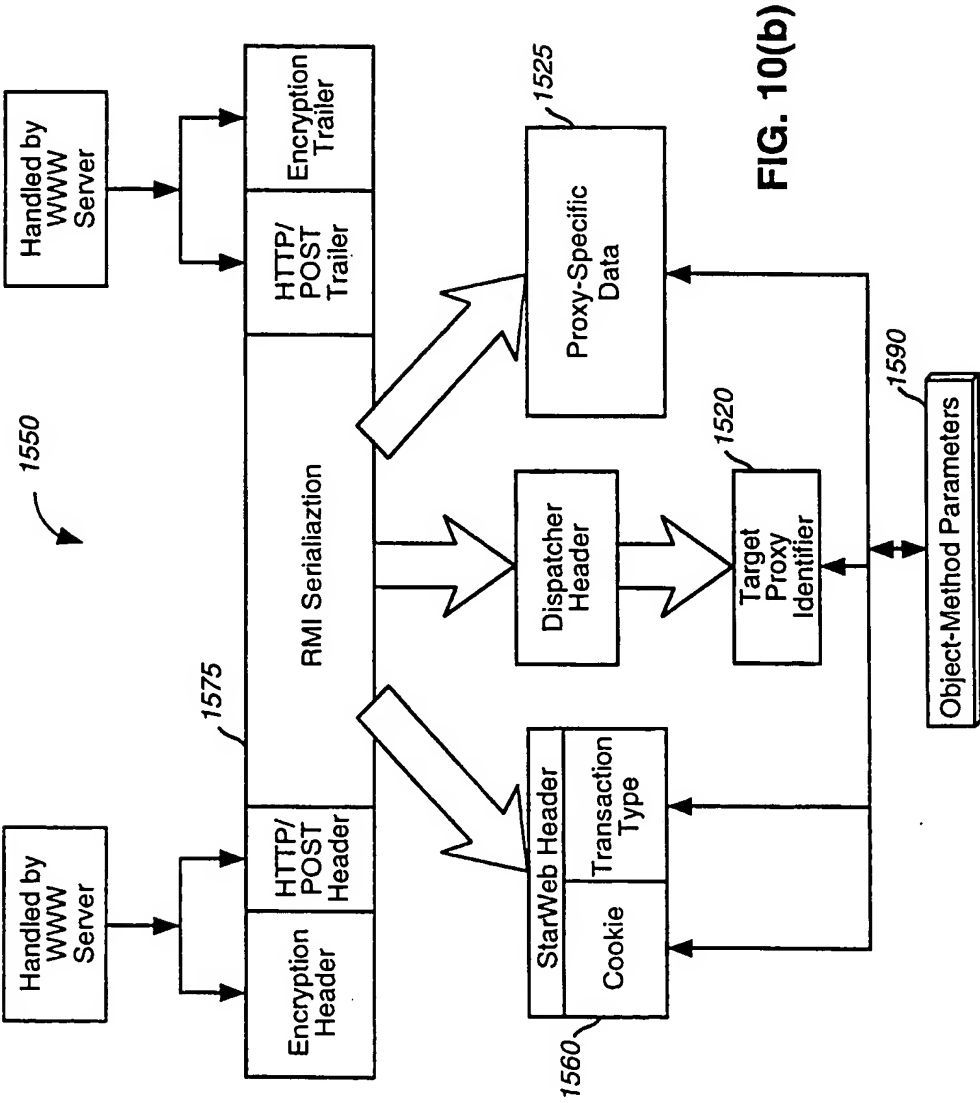 1550
Handled by
WWW
Server
Handled by
WWW
Server
1575
Encryption
Header
HTTP/
POST
Header
RMI Serialiaztion
HTTP/
POST
Trailer
Encryption
Trailer
1560
StarWeb Header
Cookie
Transaction
Type
Dispatcher
Header
1520
Target
Proxy
Identifier
1525
Proxy-Specific
Data
1590
Object-Method Parameters
FIG. 10(b)